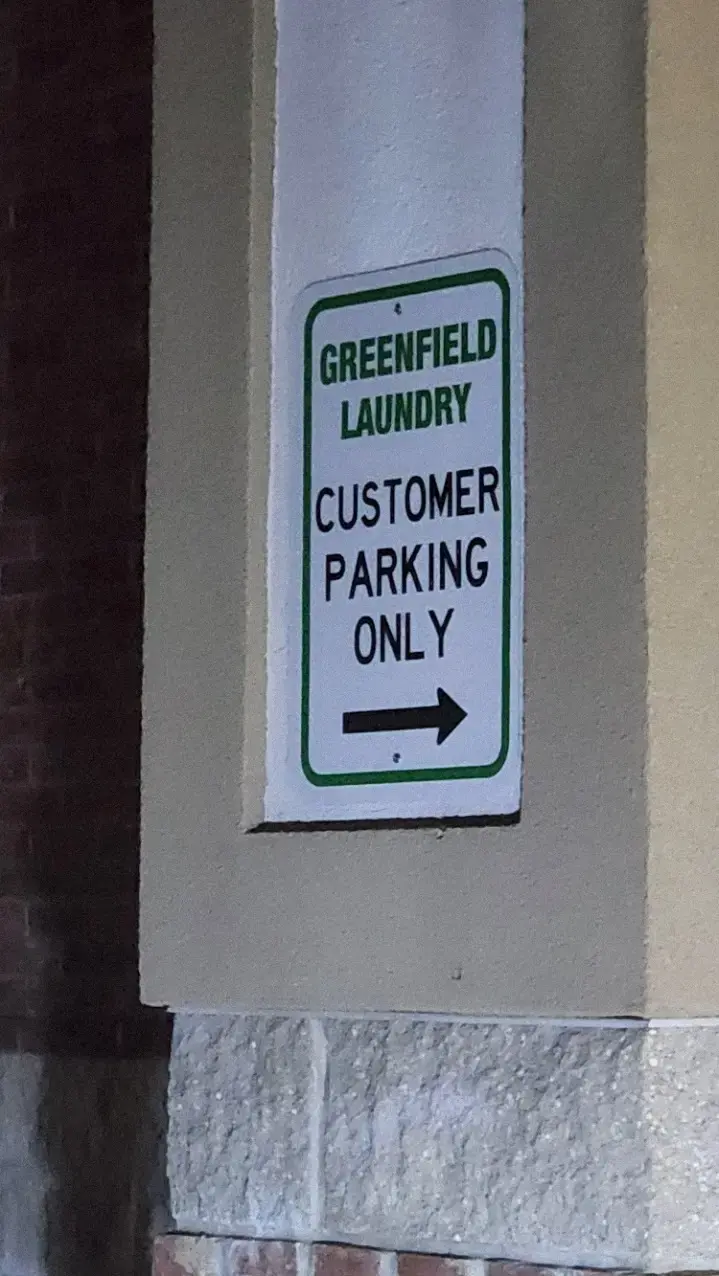 GREENFIELD
LAUNDRY
CUSTOMER
PARKING
ONLY